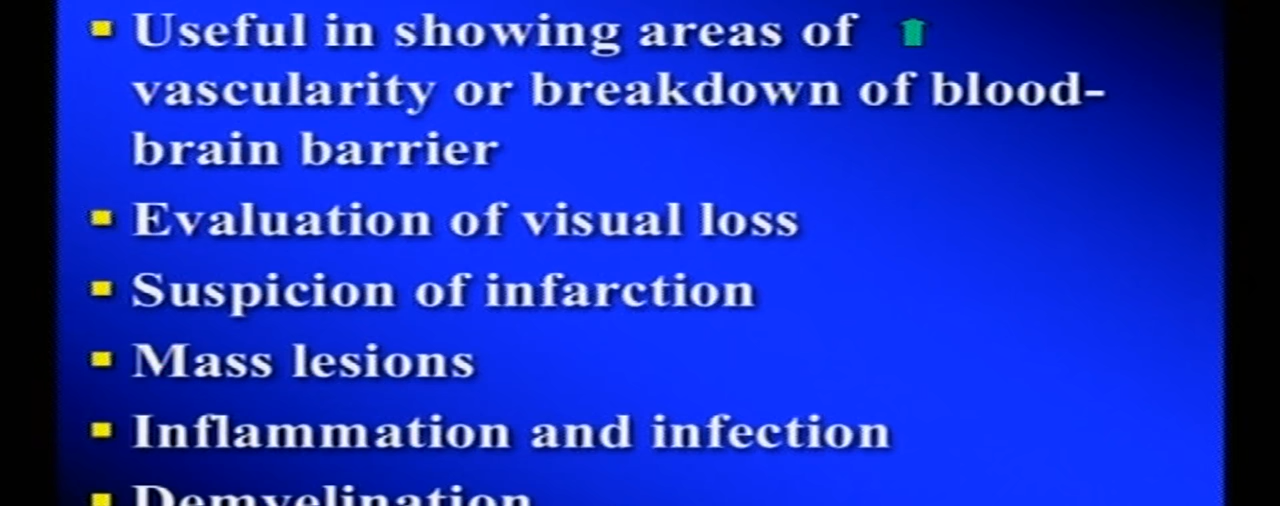 Useful in showing areas of ⬆
vascularity or breakdown of blood-
brain barrier
Evaluation of visual loss
Suspicion of infarction
Mass lesions
Inflammation and infection
Demyelination